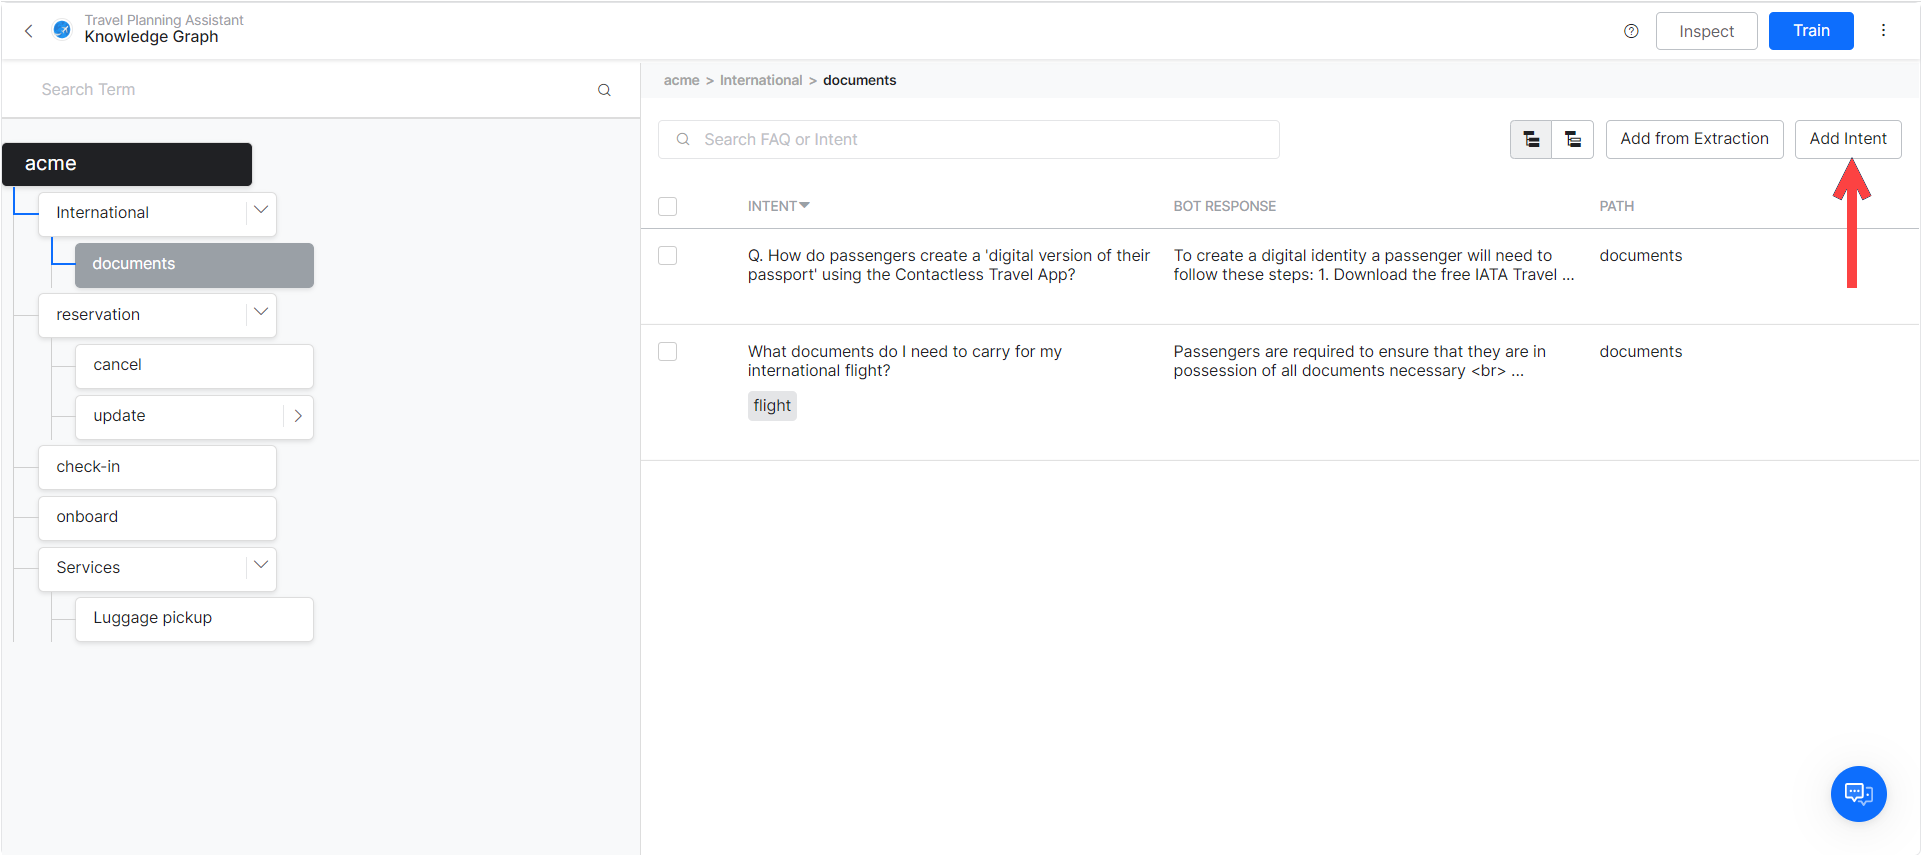 Travel Planning Assistant
Knowledge Graph
Inspect
Train
Search Term
acme > International > documents
Search FAQ or Intent
Add from Extraction
Add Intent
acme
International
documents
reservation
cancel
update
check-in
onboard
Services
Luggage pickup
INTENT
BOT RESPONSE
PATH
Q. How do passengers create a 'digital version of their
passport' using the Contactless Travel App?
To create a digital identity a passenger will need to
follow these steps: 1. Download the free IATA Travel ...
documents
What documents do I need to carry for my
international flight?
flight
Passengers are required to ensure that they are in
possession of all documents necessary <br> ...
documents